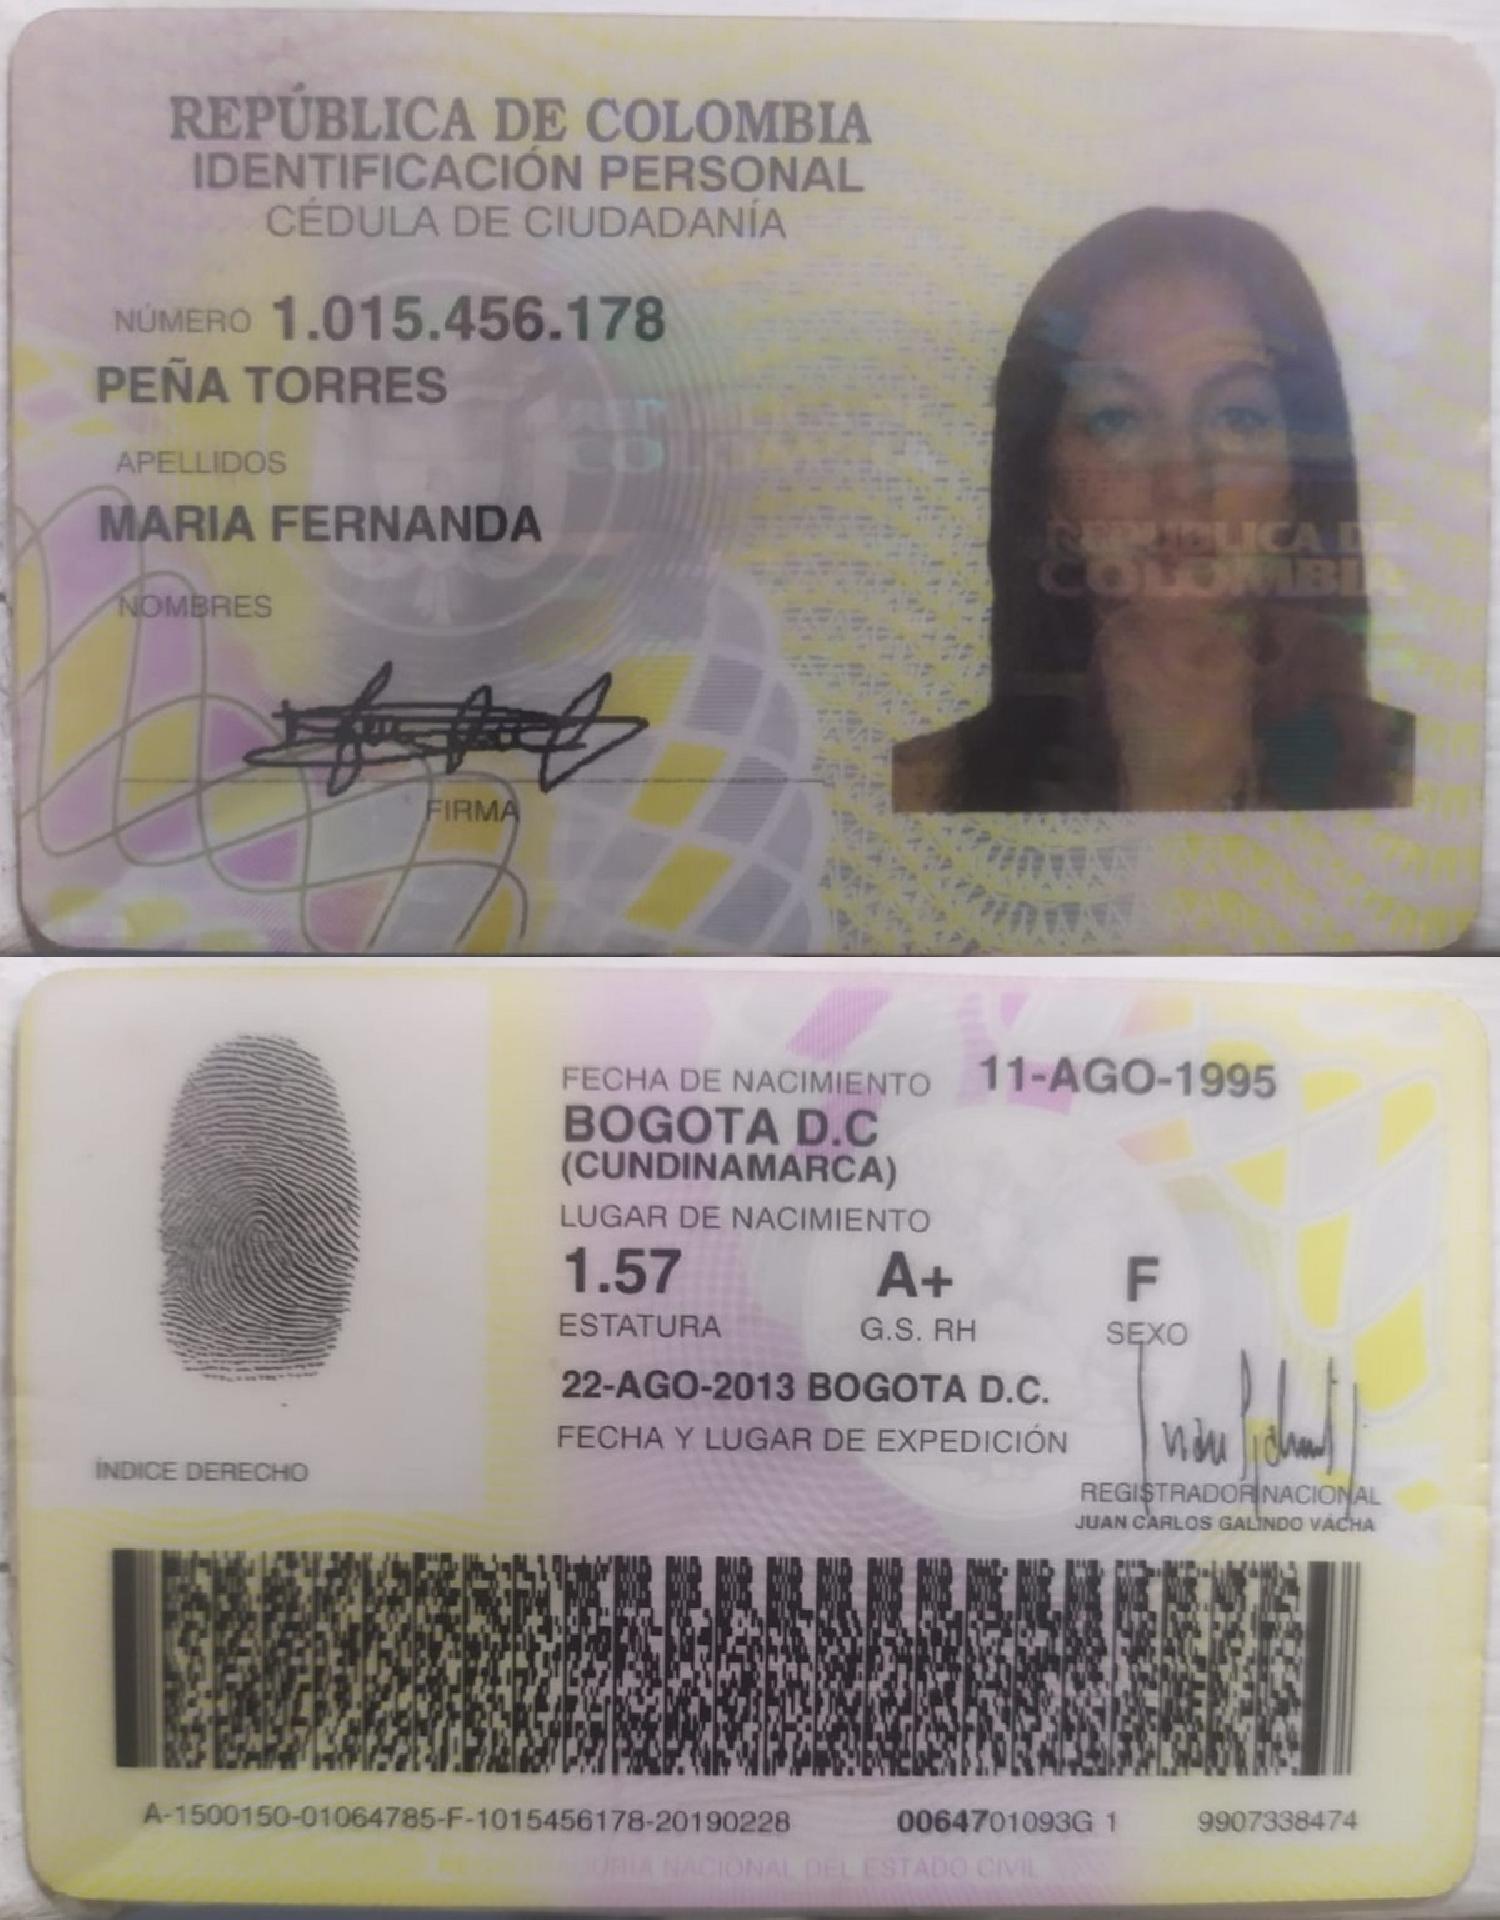 REPÚBLICA DE COLOMBIA
IDENTIFICACIÓN PERSONAL
CÉDULA DE CIUDADANÍA
NÚMERO 1.015.456.178
PEÑA TORRES
APELLIDOS
MARIA FERNANDA
NOMBRES
FIRMA
REPUBLICA DE
COLOMBIA
FECHA DE NACIMIENTO 11-AGO-1995
BOGOTA D.C
(CUNDINAMARCA)
LUGAR DE NACIMIENTO
1.57 A+ F
ESTATURA G.S. RH SEXO
22-AGO-2013 BOGOTA D.C.
FECHA Y LUGAR DE EXPEDICIÓN
ÍNDICE DERECHO
REGISTRADOR NACIONAL
JUAN CARLOS GALINDO VÁCHA
A-1500150-01064785-F-1015456178-20190228 0064701093G 1 9907338474
NACIONAL DEL ESTADO CIVIL